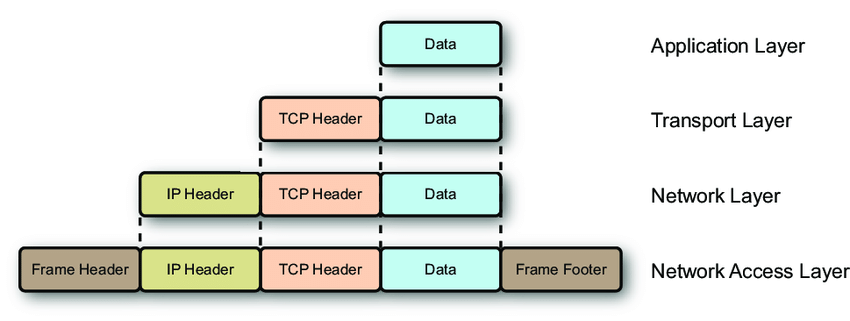 Data
Application Layer
TCP Header
Data
Transport Layer
IP Header
TCP Header
Data
Network Layer
Frame Header
IP Header
TCP Header
Data
Frame Footer
Network Access Layer